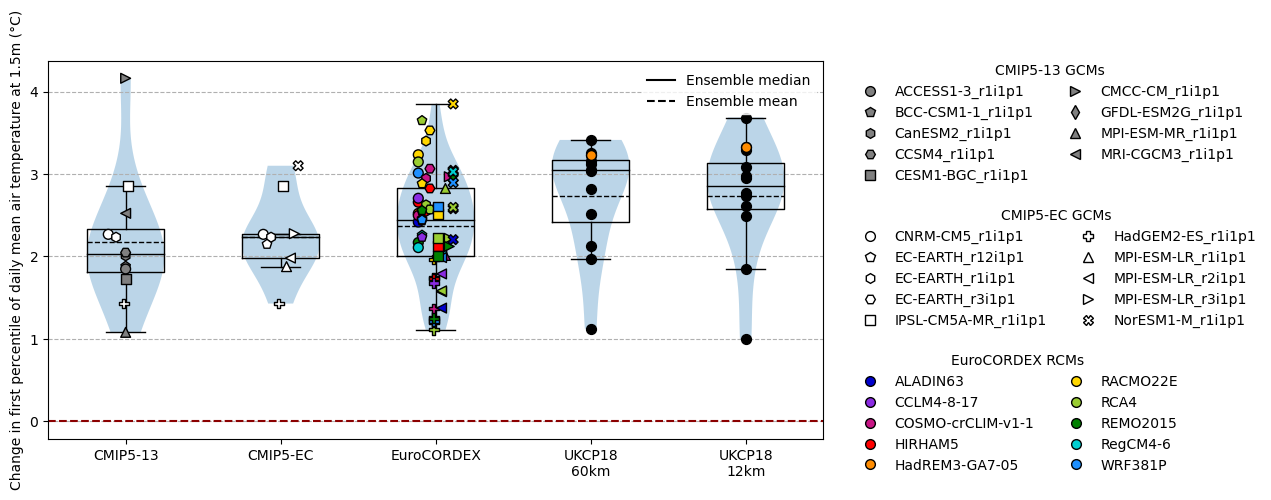 Change in first percentile of daily mean air temperature at 1.5m (°C)
4
3
2
1
0
Ensemble median
Ensemble mean
CMIP5-13
CMIP5-EC
EuroCORDEX
UKCP18
60km
UKCP18
12km
CMIP5-13 GCMs
ACCESS1-3_r1i1p1
BCC-CSM1-1_r1i1p1
CanESM2_r1i1p1
CCSM4_r1i1p1
CESM1-BGC_r1i1p1
CMCC-CM_r1i1p1
GFDL-ESM2G_r1i1p1
MPI-ESM-MR_r1i1p1
MRI-CGCM3_r1i1p1
CMIP5-EC GCMs
CNRM-CM5_r1i1p1
EC-EARTH_r12i1p1
EC-EARTH_r1i1p1
EC-EARTH_r3i1p1
IPSL-CM5A-MR_r1i1p1
HadGEM2-ES_r1i1p1
MPI-ESM-LR_r1i1p1
MPI-ESM-LR_r2i1p1
MPI-ESM-LR_r3i1p1
NorESM1-M_r1i1p1
EuroCORDEX RCMs
ALADIN63
CCLM4-8-17
COSMO-crCLIM-v1-1
HIRHAM5
HadREM3-GA7-05
RACMO22E
RCA4
REMO2015
RegCM4-6
WRF381P